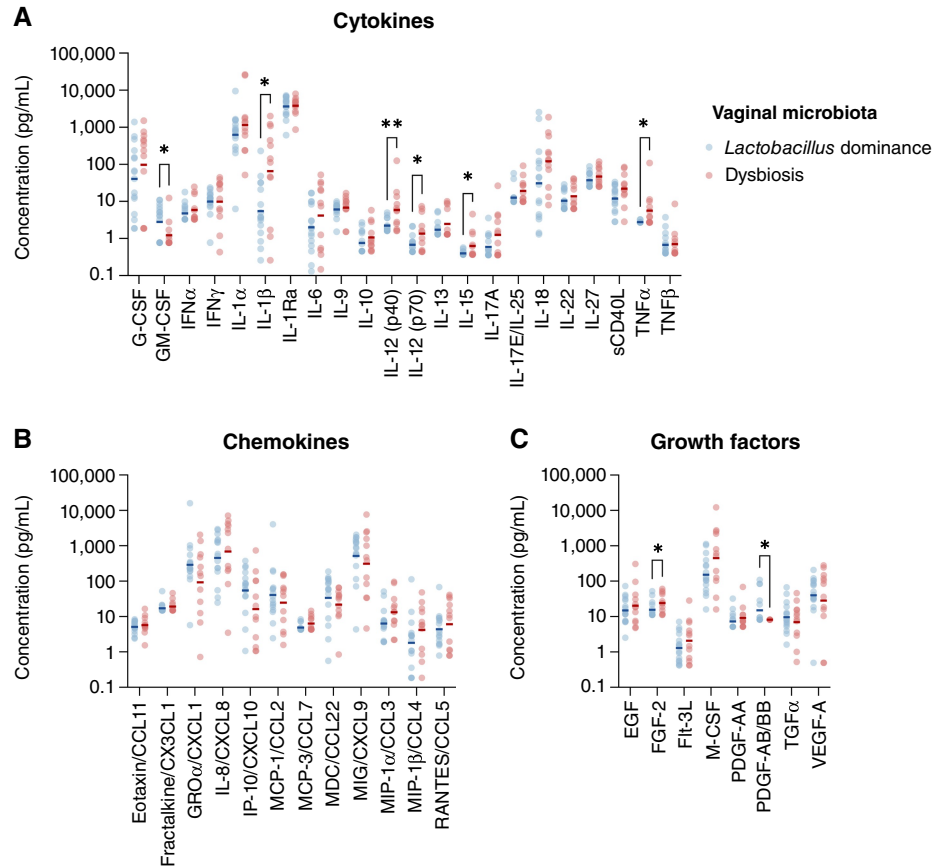 A
Cytokines
Concentration (pg/mL)
100,000
10,000
1,000
100
10
1
0.1
*
*
**
*
*
*
G-CSF
GM-CSF
IFNα
IFNγ
IL-1α
IL-1β
IL-1Ra
IL-6
IL-9
IL-10
IL-12 (p40)
IL-12 (p70)
IL-13
IL-15
IL-17A
IL-17E/IL-25
IL-18
IL-22
IL-27
sCD40L
TNFα
TNFβ
Vaginal microbiota
Lactobacillus dominance
Dysbiosis
B
Chemokines
Concentration (pg/mL)
100,000
10,000
1,000
100
10
1
0.1
Eotaxin/CCL11
Fractalkine/CX3CL1
GROα/CXCL1
IL-8/CXCL8
IP-10/CXCL10
MCP-1/CCL2
MCP-3/CCL7
MDC/CCL22
MIG/CXCL9
MIP-1α/CCL3
MIP-1β/CCL4
RANTES/CCL5
C
Growth factors
Concentration (pg/mL)
100,000
10,000
1,000
100
10
1
0.1
*
*
EGF
FGF-2
Flt-3L
M-CSF
PDGF-AA
PDGF-AB/BB
TGFα
VEGF-A